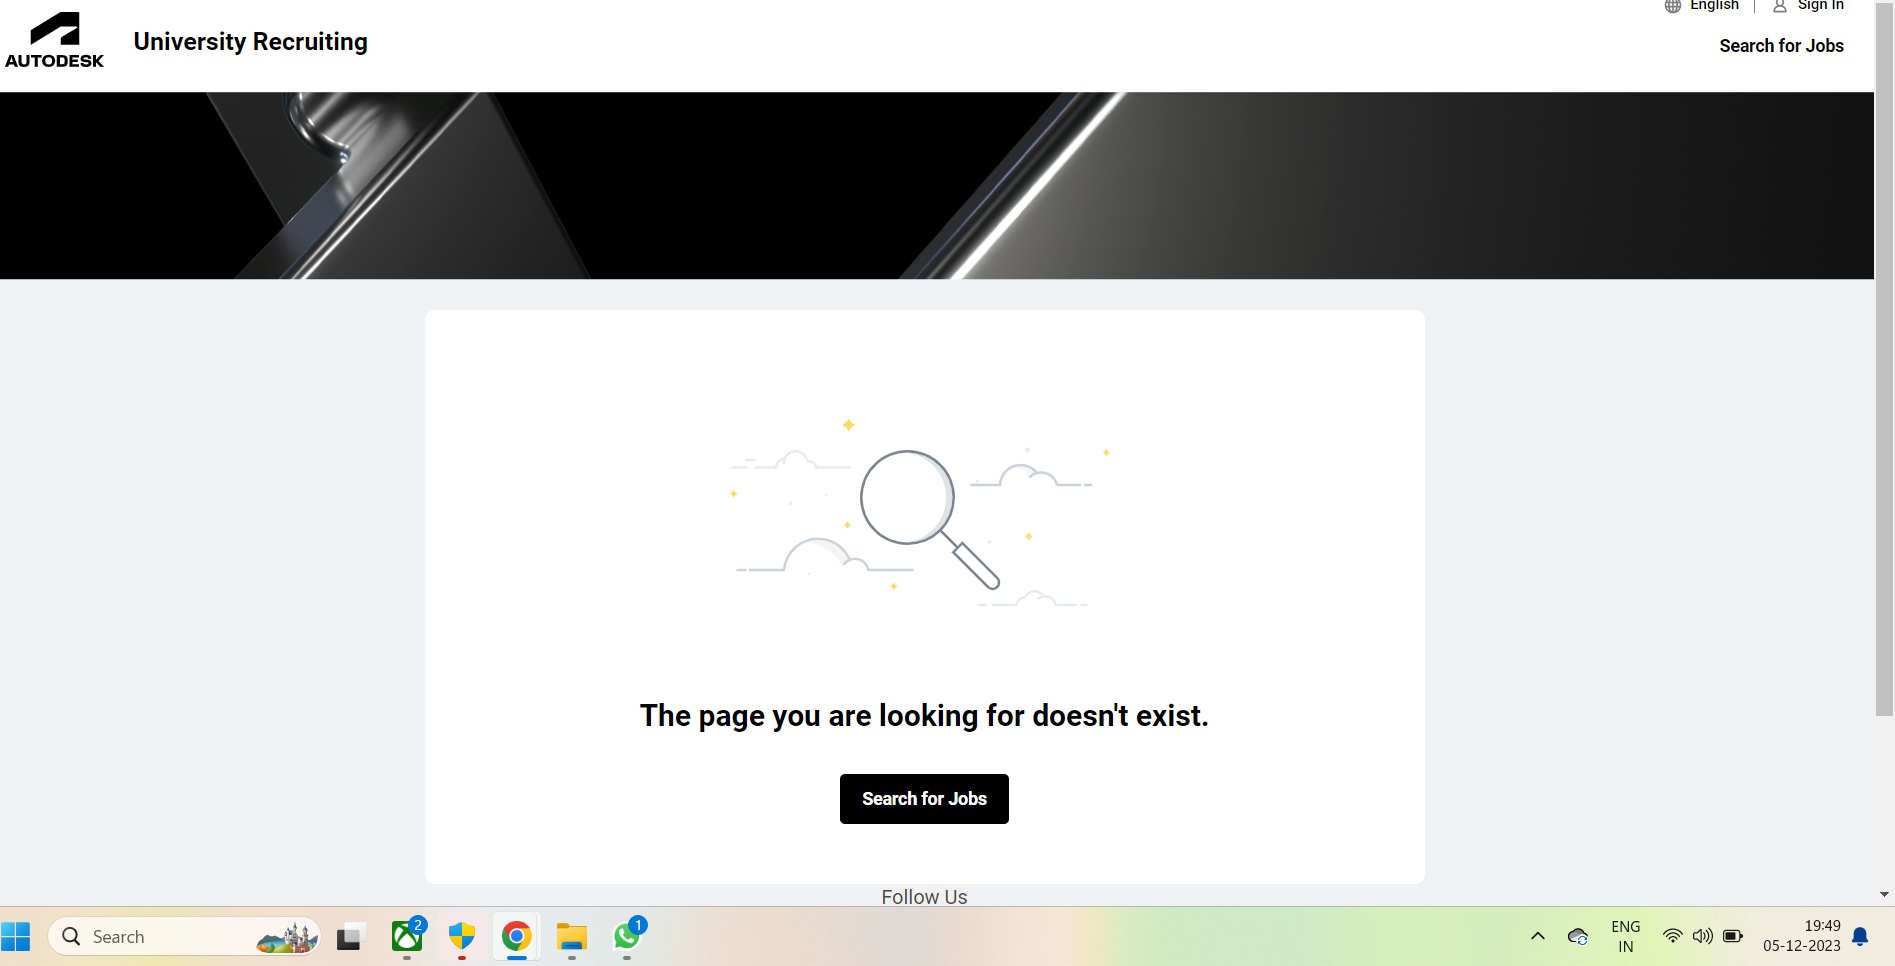 English
Sign In
AUTODESK
University Recruiting
Search for Jobs
The page you are looking for doesn't exist.
Search for Jobs
Follow Us
Search
2
1
ENG
IN
19:49
05-12-2023